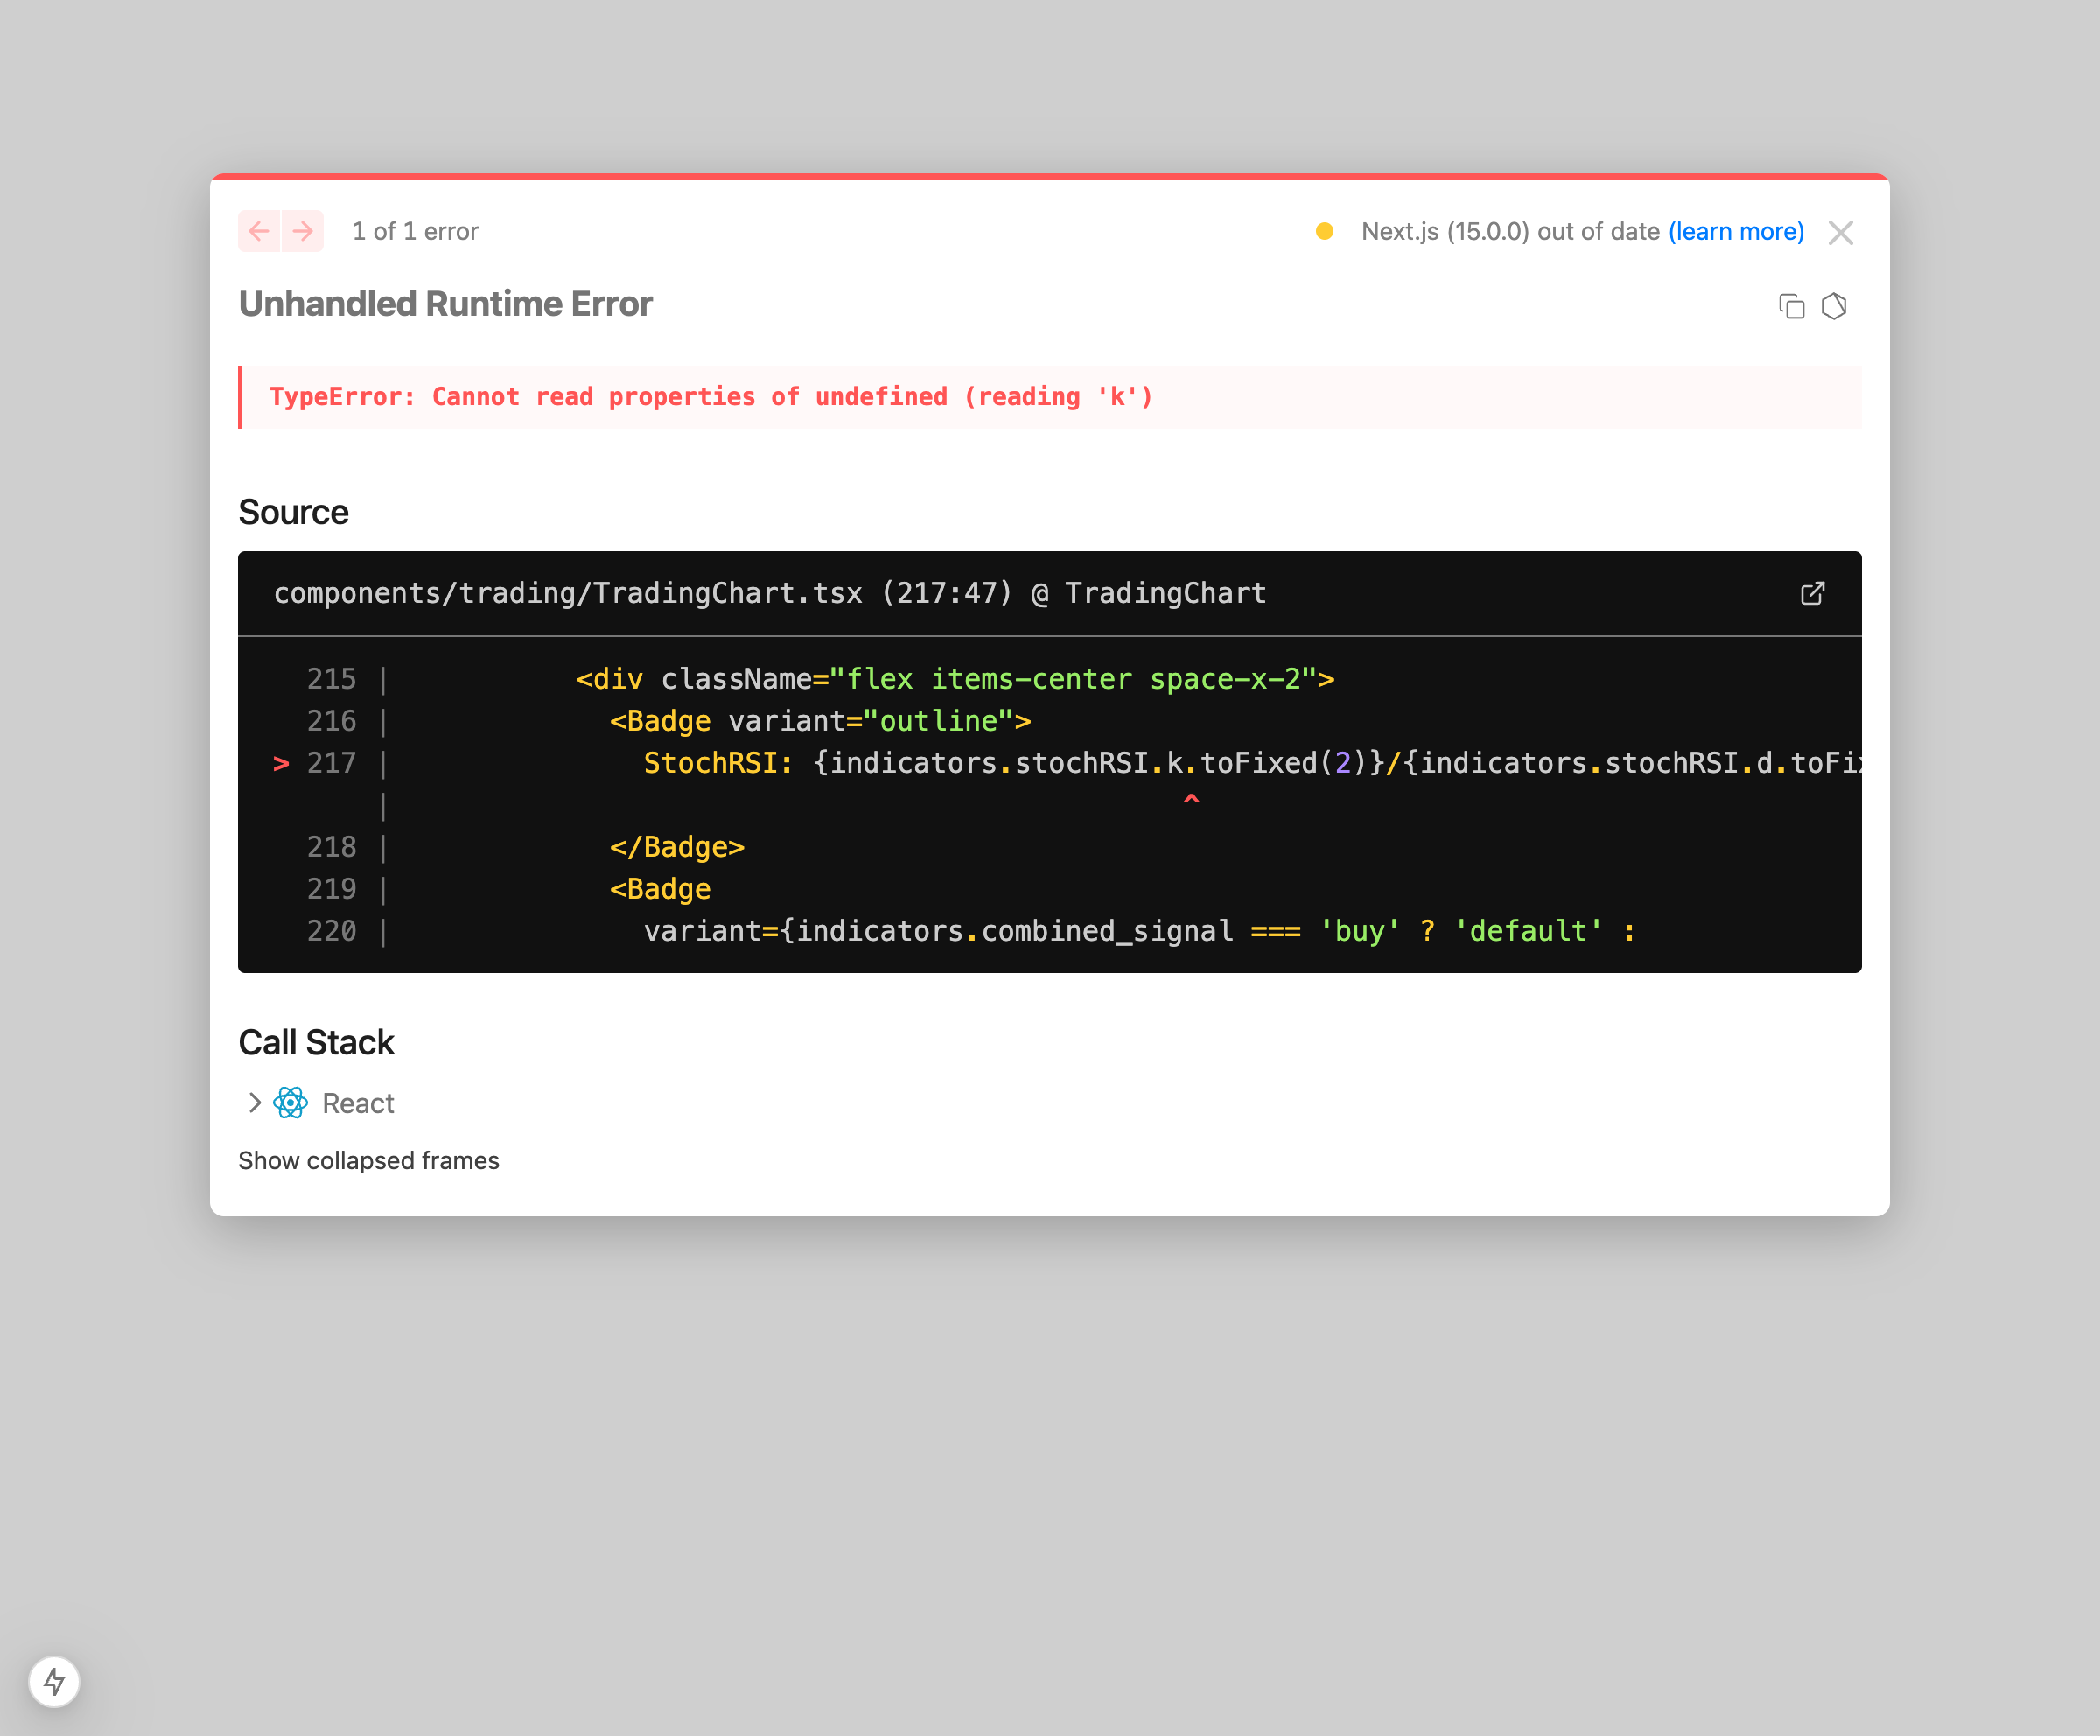 1 of 1 error
Next.js (15.0.0) out of date (learn more)
Unhandled Runtime Error
TypeError: Cannot read properties of undefined (reading 'k')
Source
components/trading/TradingChart.tsx (217:47) @ TradingChart
215 |           <div className="flex items-center space-x-2">
216 |             <Badge variant="outline">
> 217 |               StochRSI: {indicators.stochRSI.k.toFixed(2)}/{indicators.stochRSI.d.toFix
|                                               ^
218 |             </Badge>
219 |             <Badge
220 |               variant={indicators.combined_signal === 'buy' ? 'default' :
Call Stack
React
Show collapsed frames